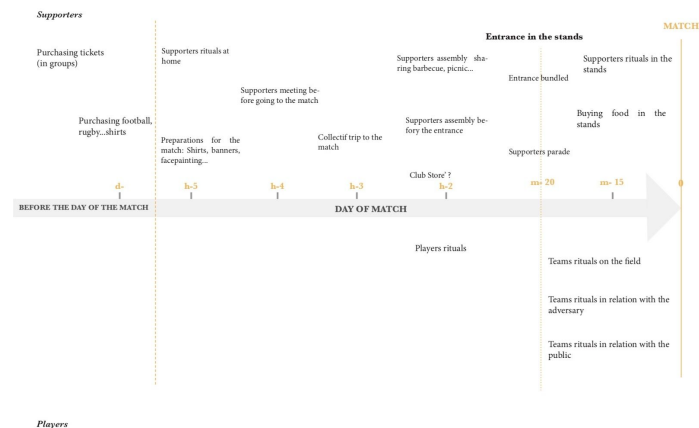 Supporters
MATCH
Entrance in the stands
Purchasing tickets
(in groups)
Supporters rituals at
home
Supporters assembly sha-
ring barbecue, picnic...
Supporters rituals in the
stands
Entrance bundled
Supporters meeting be-
fore going to the match
Purchasing football,
rugby...shirts
Buying food in the
stands
Supporters assembly be-
fory the entrance
Preparations for the
match: Shirts, banners,
facepainting...
Collectif trip to the
match
Supporters parade
Club Store' ?
d-
h-5
h-4
h-3
h-2
m- 20
m- 15
0
BEFORE THE DAY OF THE MATCH
DAY OF MATCH
Players rituals
Teams rituals on the field
Teams rituals in relation with the
adversary
Teams rituals in relation with the
public
Players